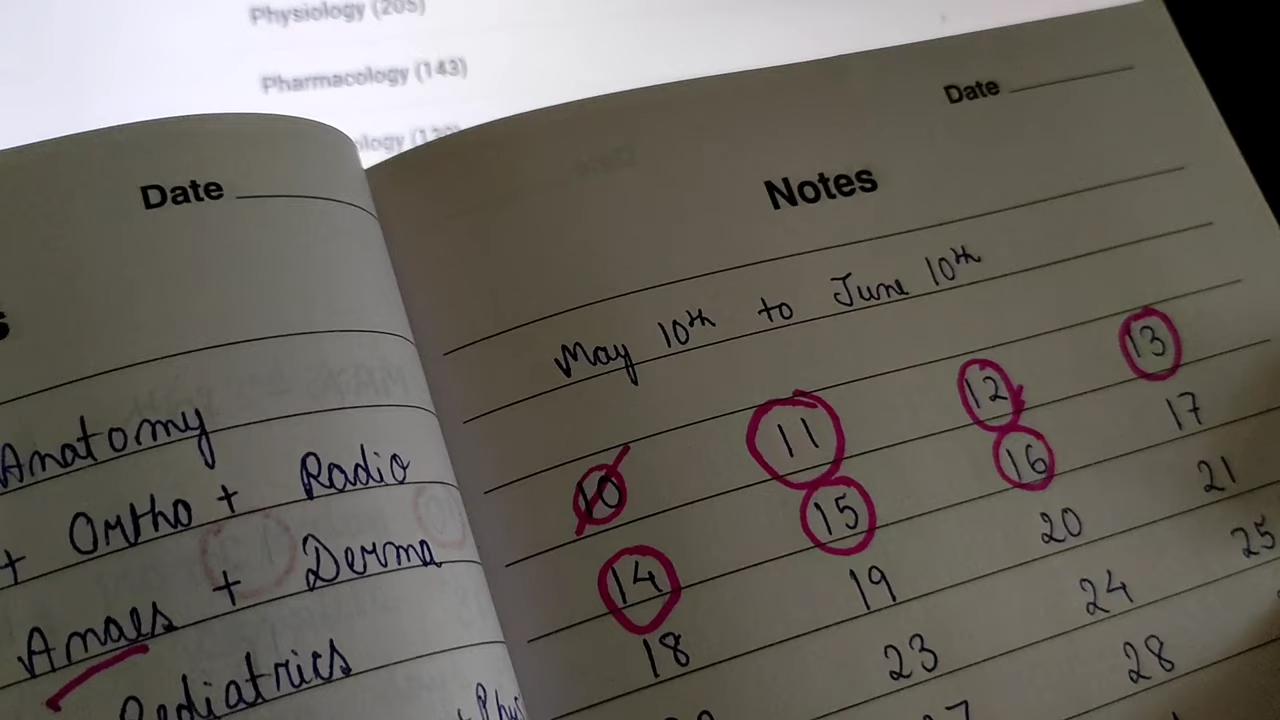 Physiology (205)
Pharmacology (143)
Date
Anatomy
+ Ortho + Radio
Anaes + Derma
Pediatrics
Date
Notes
May 10th to June 10th
10 11 12 13
14 15 16 17
18 19 20 21
23 24 25
28